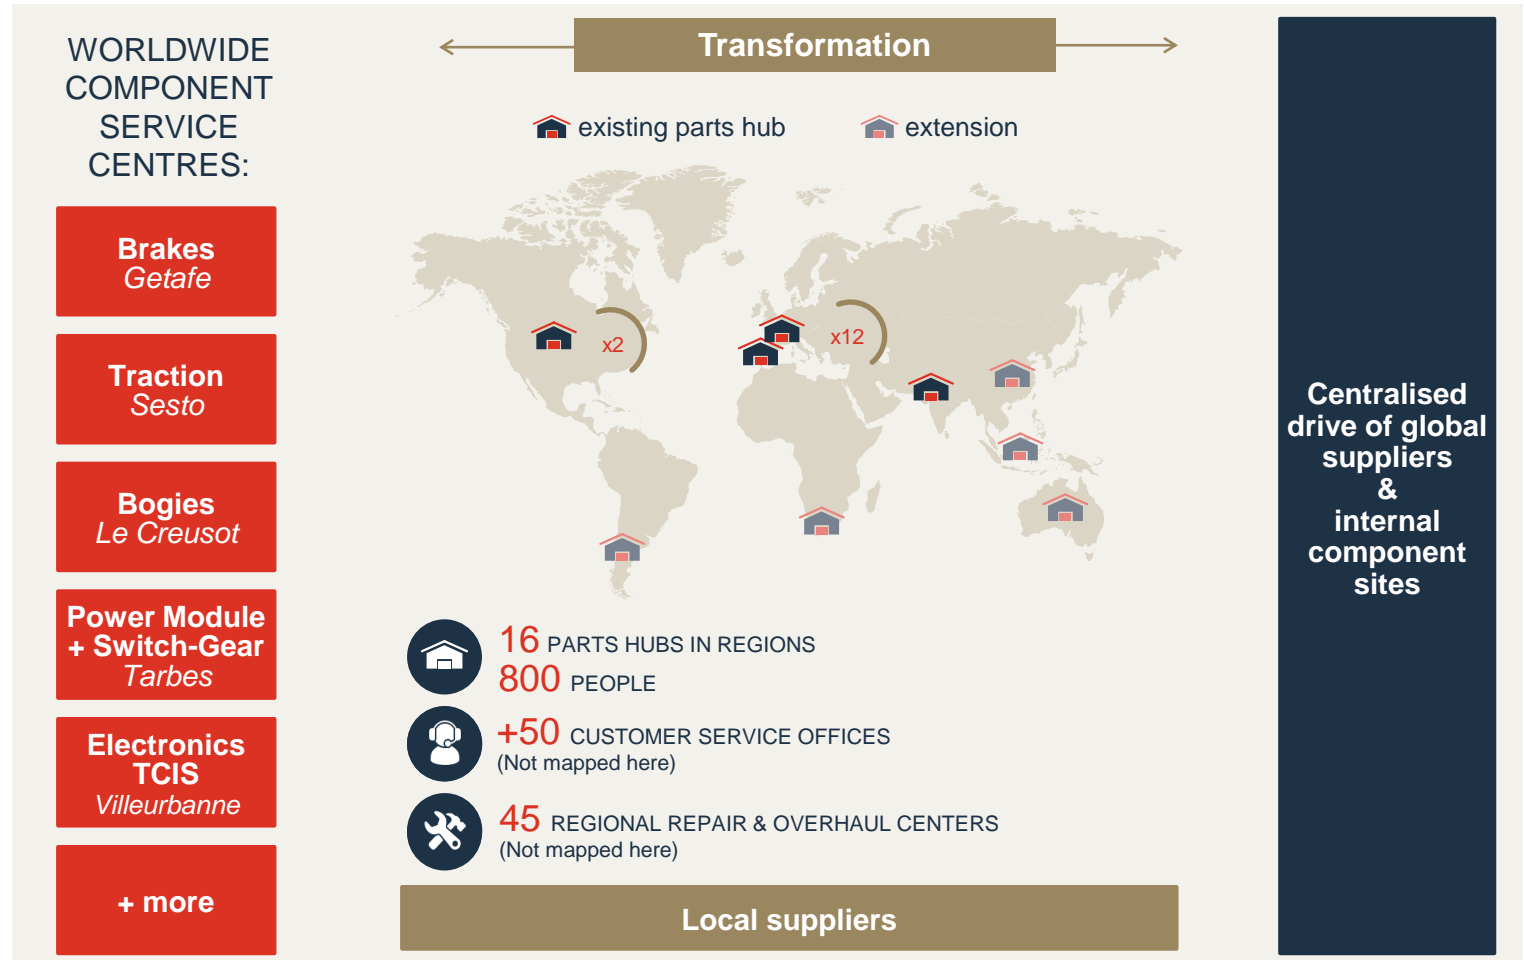 WORLDWIDE
COMPONENT
SERVICE
CENTRES:
Brakes
Getafe
Traction
Sesto
Bogies
Le Creusot
Power Module
+ Switch-Gear
Tarbes
Electronics
TCIS
Villeurbanne
+ more
Transformation
existing parts hub
extension
x2
x12
16 PARTS HUBS IN REGIONS
800 PEOPLE
+50 CUSTOMER SERVICE OFFICES
(Not mapped here)
45 REGIONAL REPAIR & OVERHAUL CENTERS
(Not mapped here)
Local suppliers
Centralised
drive of global
suppliers
&
internal
component
sites